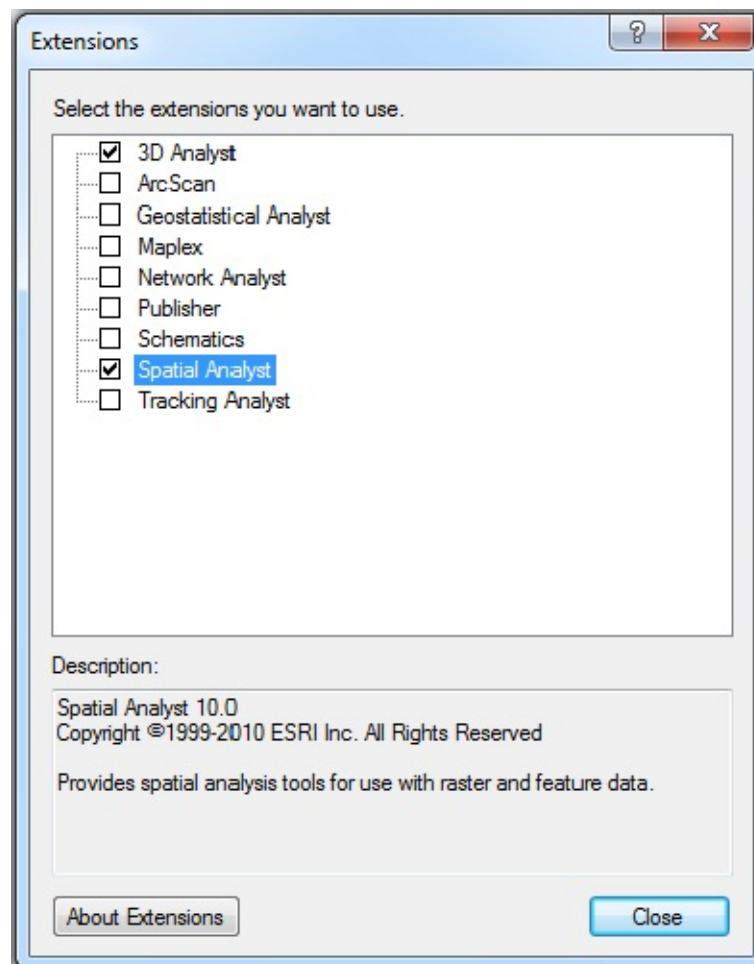 Extensions
Select the extensions you want to use.
3D Analyst
ArcScan
Geostatistical Analyst
Maplex
Network Analyst
Publisher
Schematics
Spatial Analyst
Tracking Analyst
Description:
Spatial Analyst 10.0
Copyright ©1999-2010 ESRI Inc. All Rights Reserved
Provides spatial analysis tools for use with raster and feature data.
About Extensions
Close